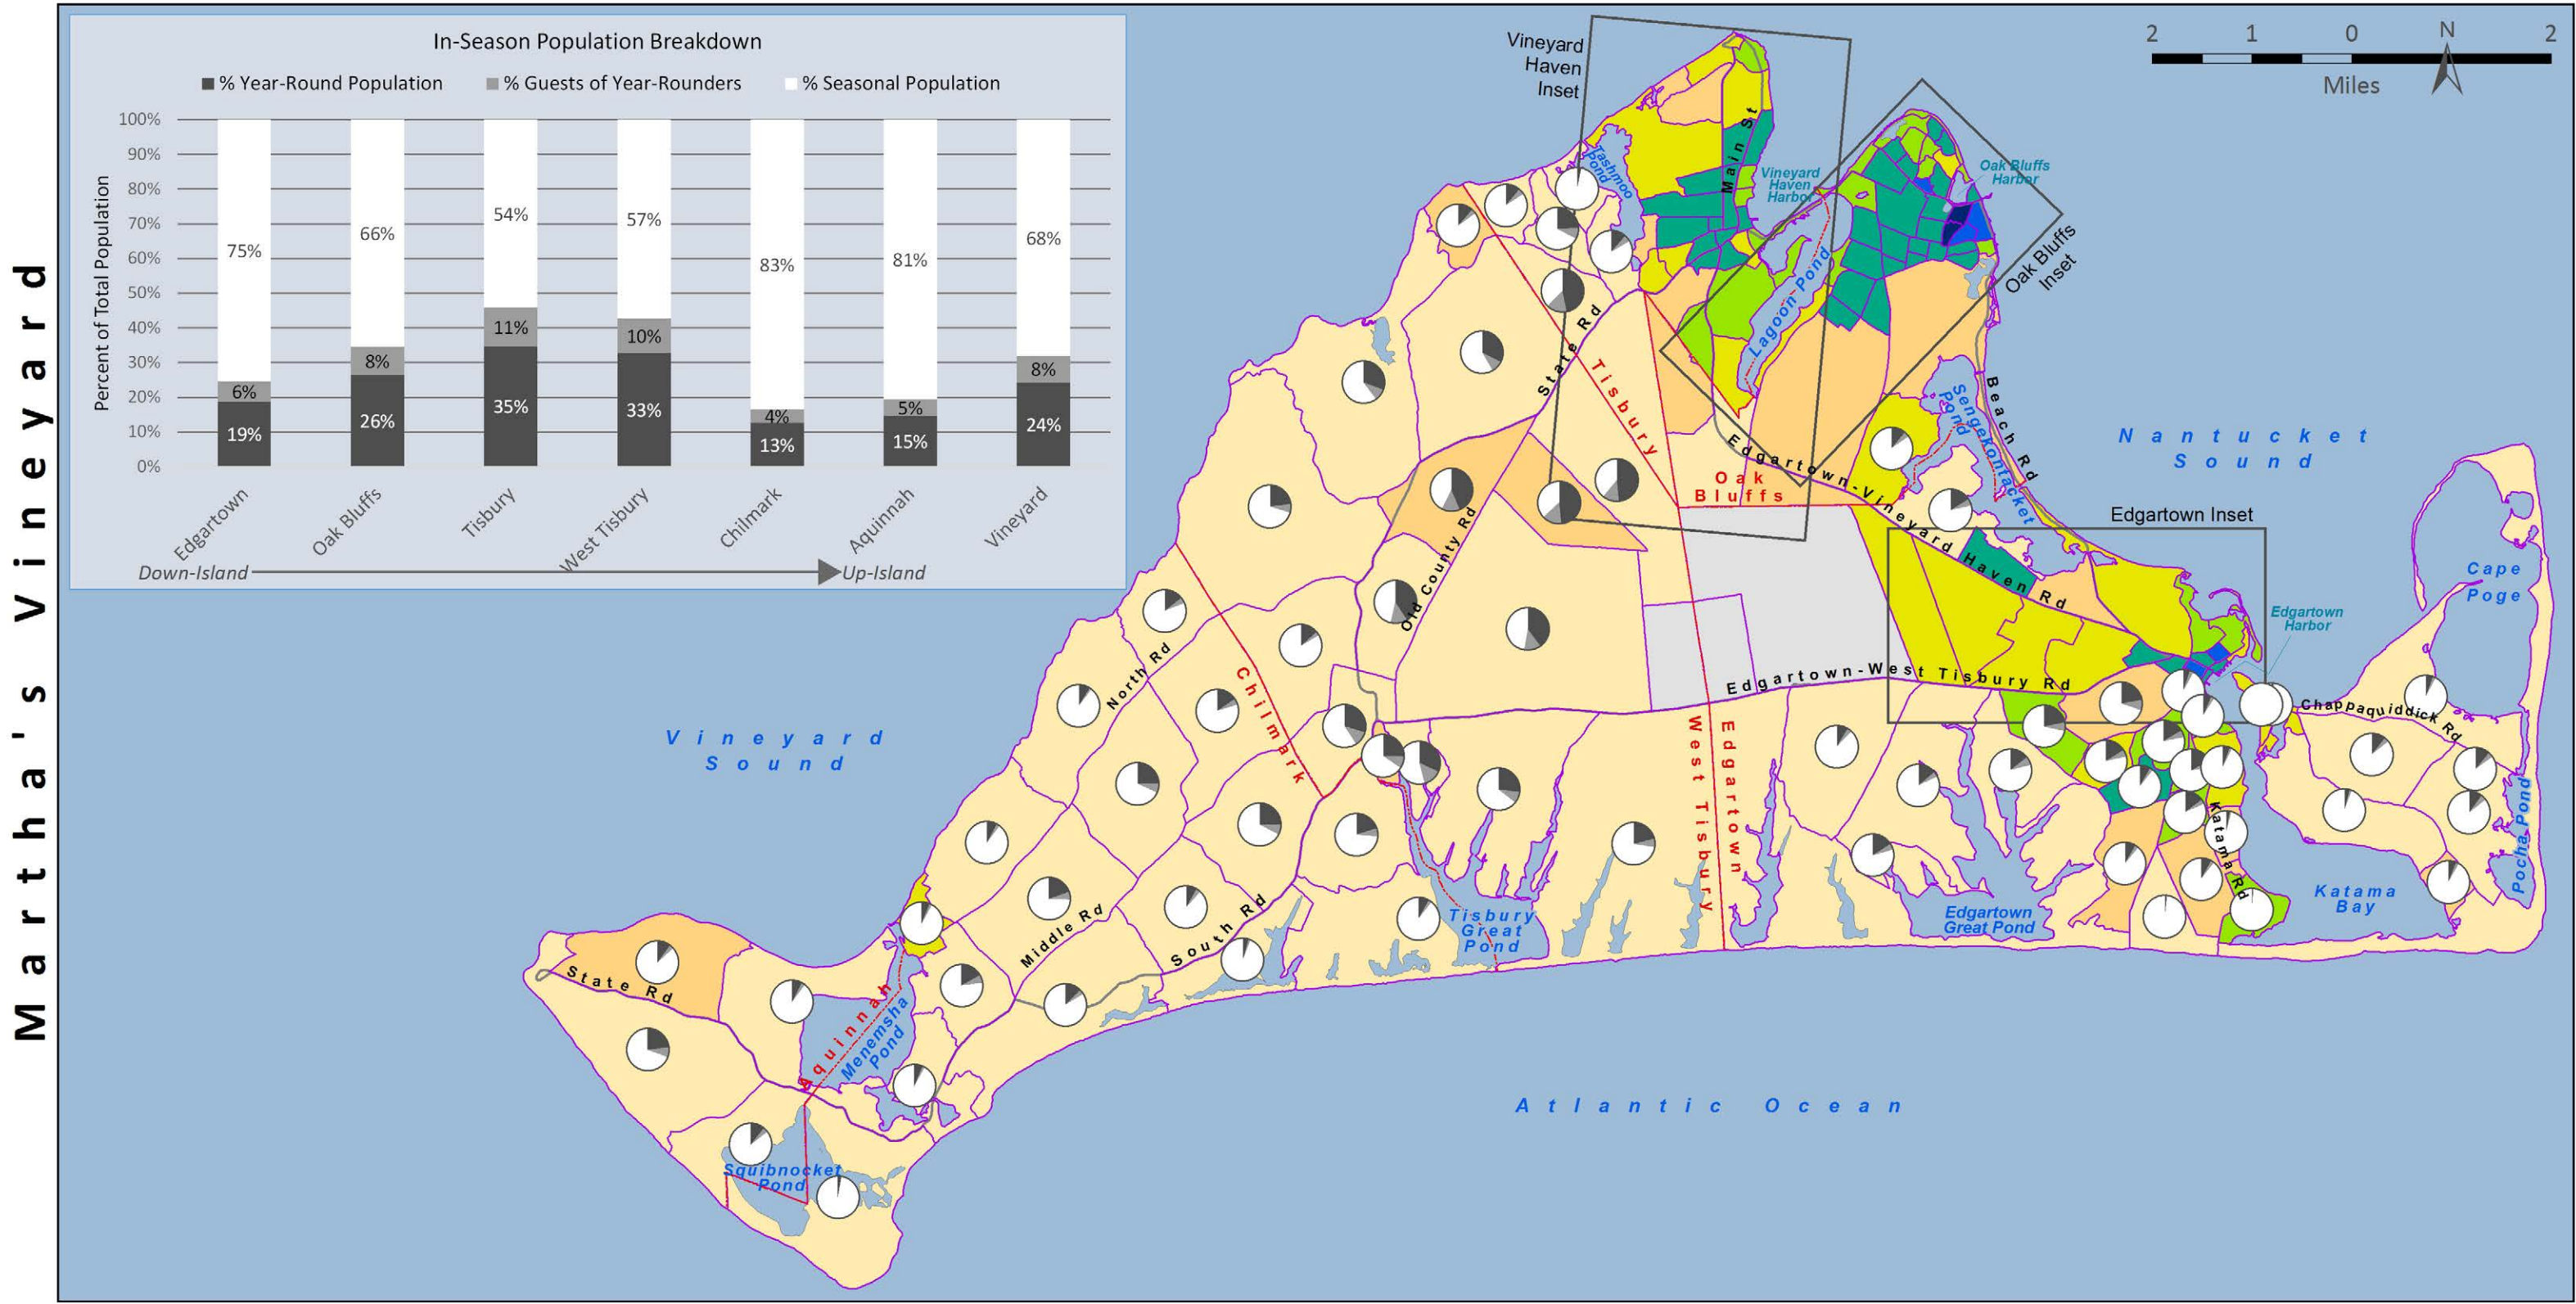 Martha's Vineyard
In-Season Population Breakdown
% Year-Round Population
% Guests of Year-Rounders
% Seasonal Population
Percent of Total Population
100%
90%
80%
70%
60%
50%
40%
30%
20%
10%
0%
75%
66%
54%
57%
83%
81%
68%
6%
8%
11%
10%
4%
5%
8%
19%
26%
35%
33%
13%
15%
24%
Edgartown
Oak Bluffs
Tisbury
West Tisbury
Chilmark
Aquinnah
Vineyard
Down-Island
Up-Island
2
1
0
2
N
Miles
Vineyard
Haven
Inset
Main St
Tashmoo
Pond
Vineyard
Haven
Harbor
Oak Bluffs
Harbor
Oak Bluffs
Inset
Lagoon Pond
State Rd
Tisbury
Oak
Bluffs
Edgartown-Vineyard Haven Rd
Sengekontacket
Pond
Beach Rd
Nantucket
Sound
Edgartown Inset
Cape
Poge
Edgartown
Harbor
Old County Rd
North Rd
Chilmark
Edgartown-West Tisbury Rd
Chappaquiddick Rd
Vineyard
Sound
West Tisbury
Edgartown
Katama Rd
Pocha Pond
Katama
Bay
Middle Rd
South Rd
Tisbury
Great
Pond
Edgartown
Great Pond
State Rd
Aquinnah
Menemsha
Pond
Squibnocket
Pond
Atlantic Ocean